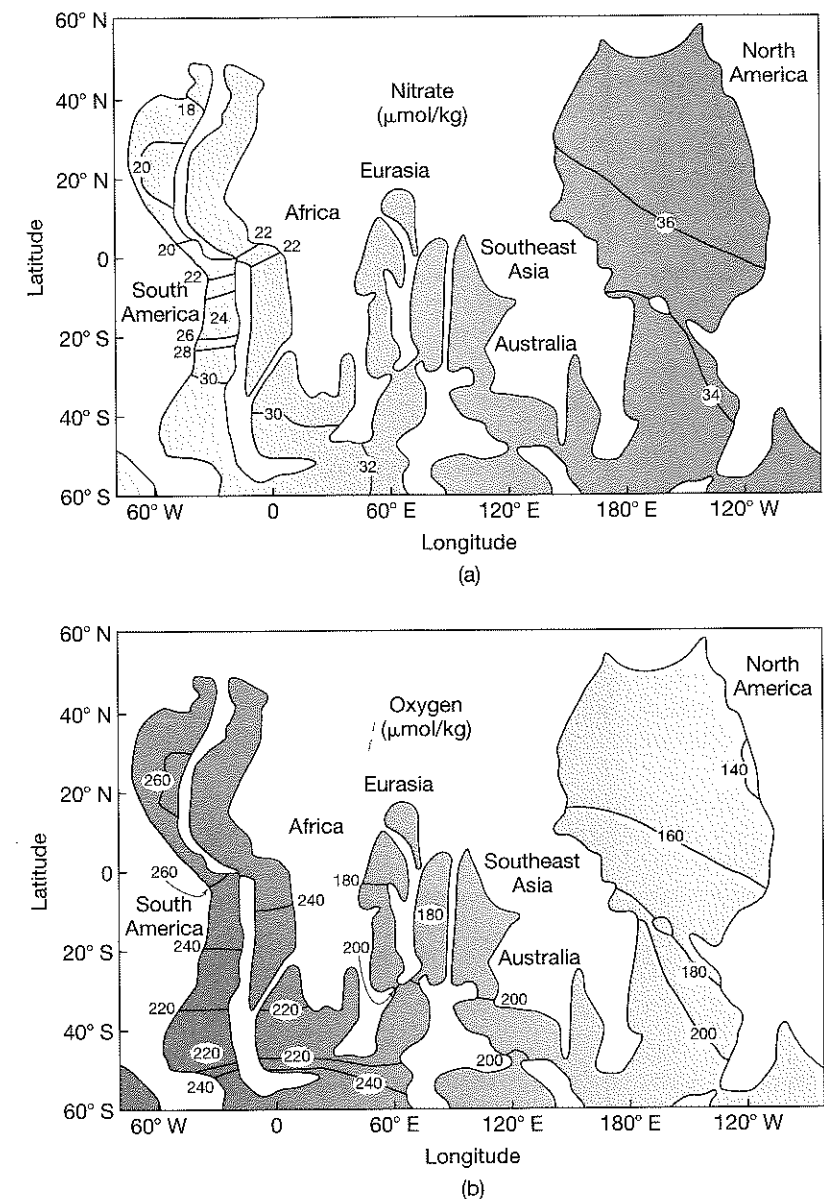 60° N
40° N
20° N
0
20° S
40° S
60° S
Latitude
Nitrate
(μmol/kg)
North
America
Eurasia
Africa
Southeast
Asia
South
America
Australia
18
20
20
22
22
22
24
26
28
30
30
32
36
34
60° W
0
60° E
120° E
180° E
120° W
Longitude
(a)
60° N
40° N
20° N
0
20° S
40° S
60° S
Latitude
Oxygen
(μmol/kg)
North
America
Eurasia
Africa
Southeast
Asia
South
America
Australia
260
260
240
240
220
220
220
220
240
240
180
180
200
200
200
140
160
180
200
60° W
0
60° E
120° E
180° E
120° W
Longitude
(b)